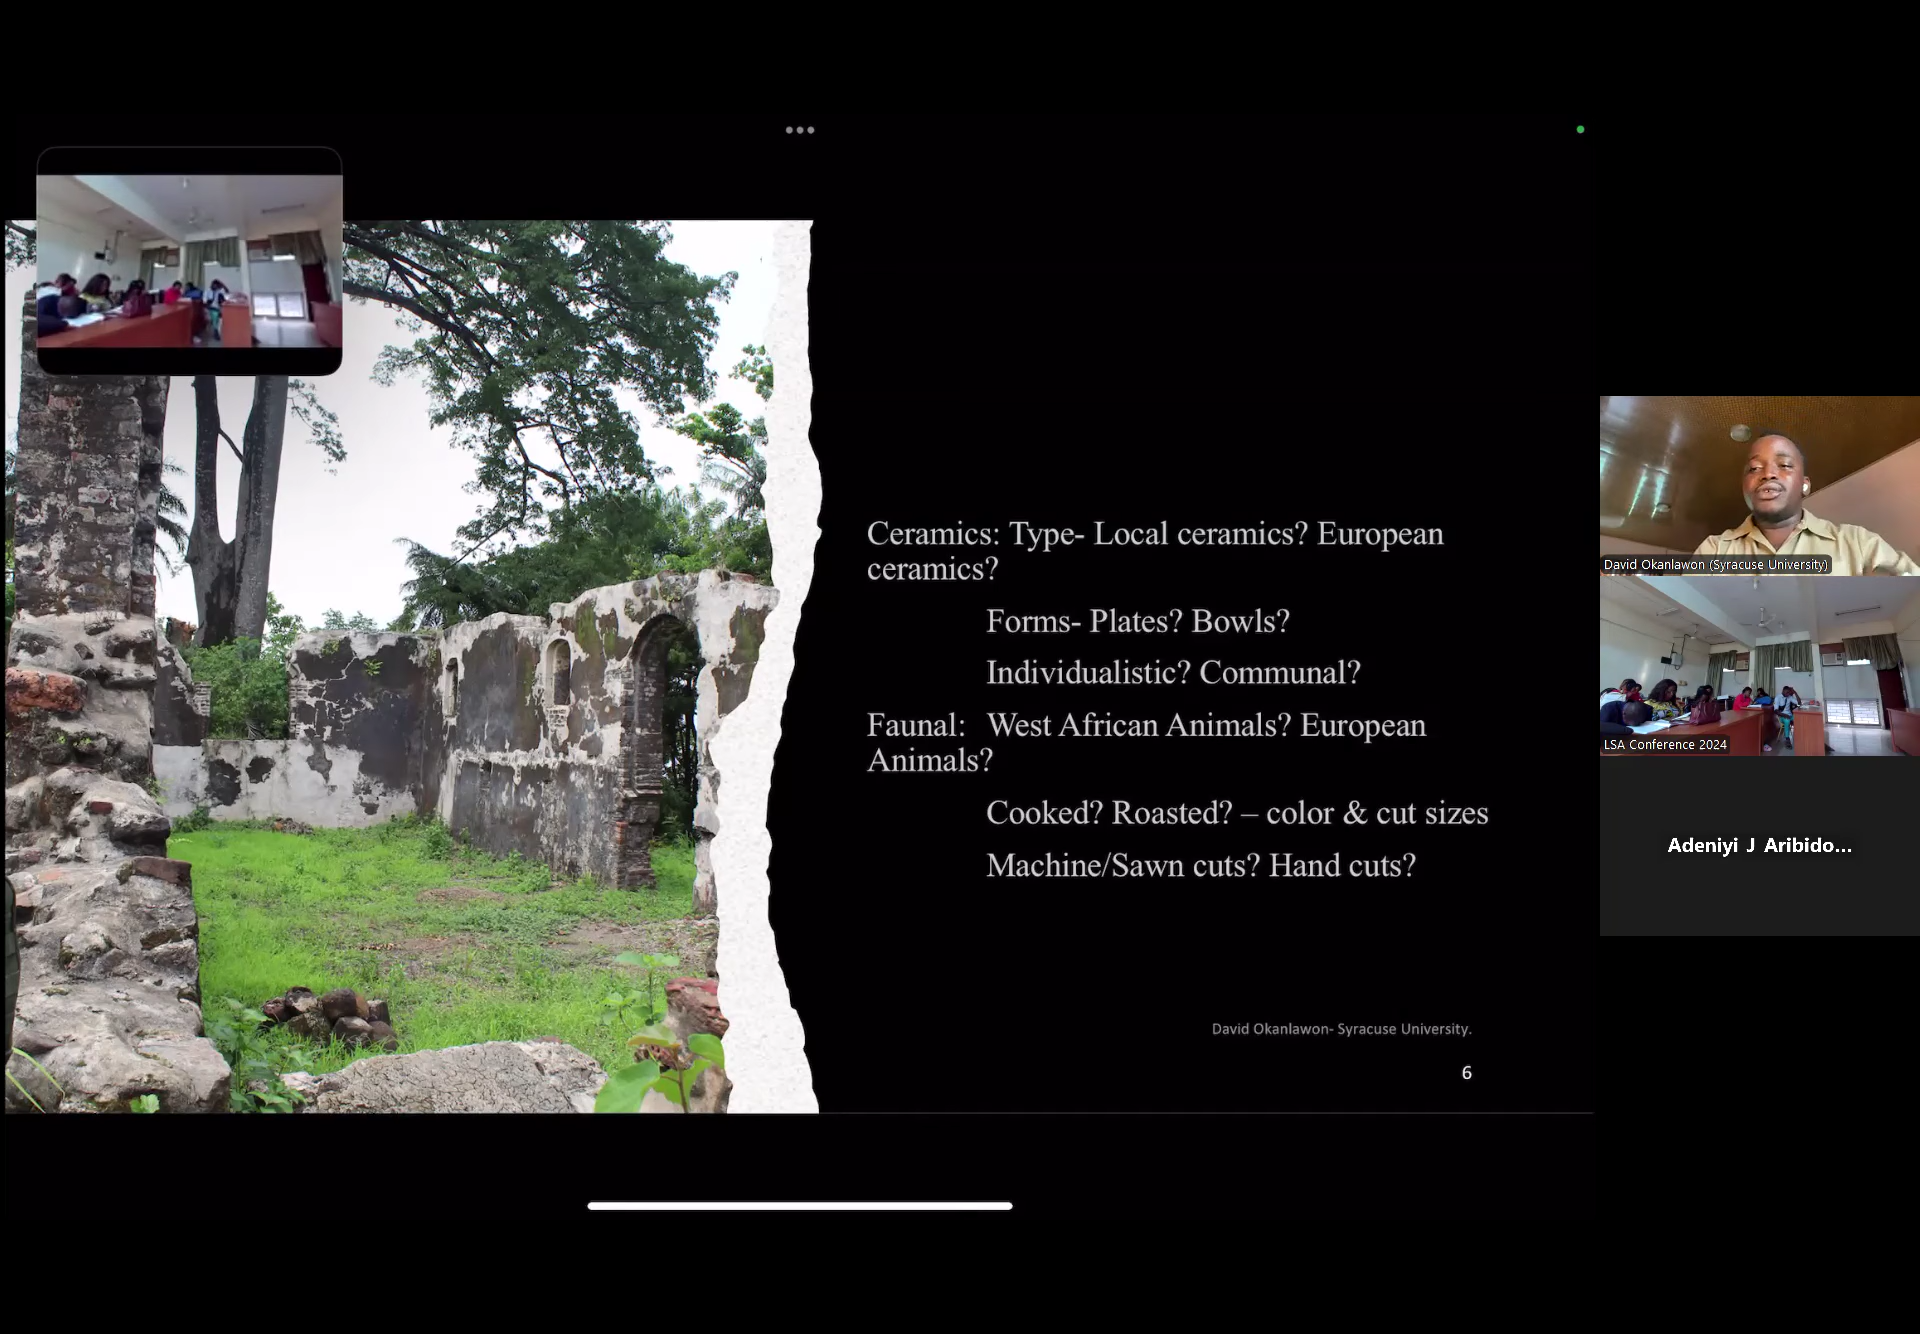 Ceramics: Type- Local ceramics? European
ceramics?
Forms- Plates? Bowls?
Individualistic? Communal?
Faunal: West African Animals? European
Animals?
Cooked? Roasted? – color & cut sizes
Machine/Sawn cuts? Hand cuts?
David Okanlawon- Syracuse University.
6
David Okanlawon (Syracuse University)
LSA Conference 2024
Adeniyi J Aribido...